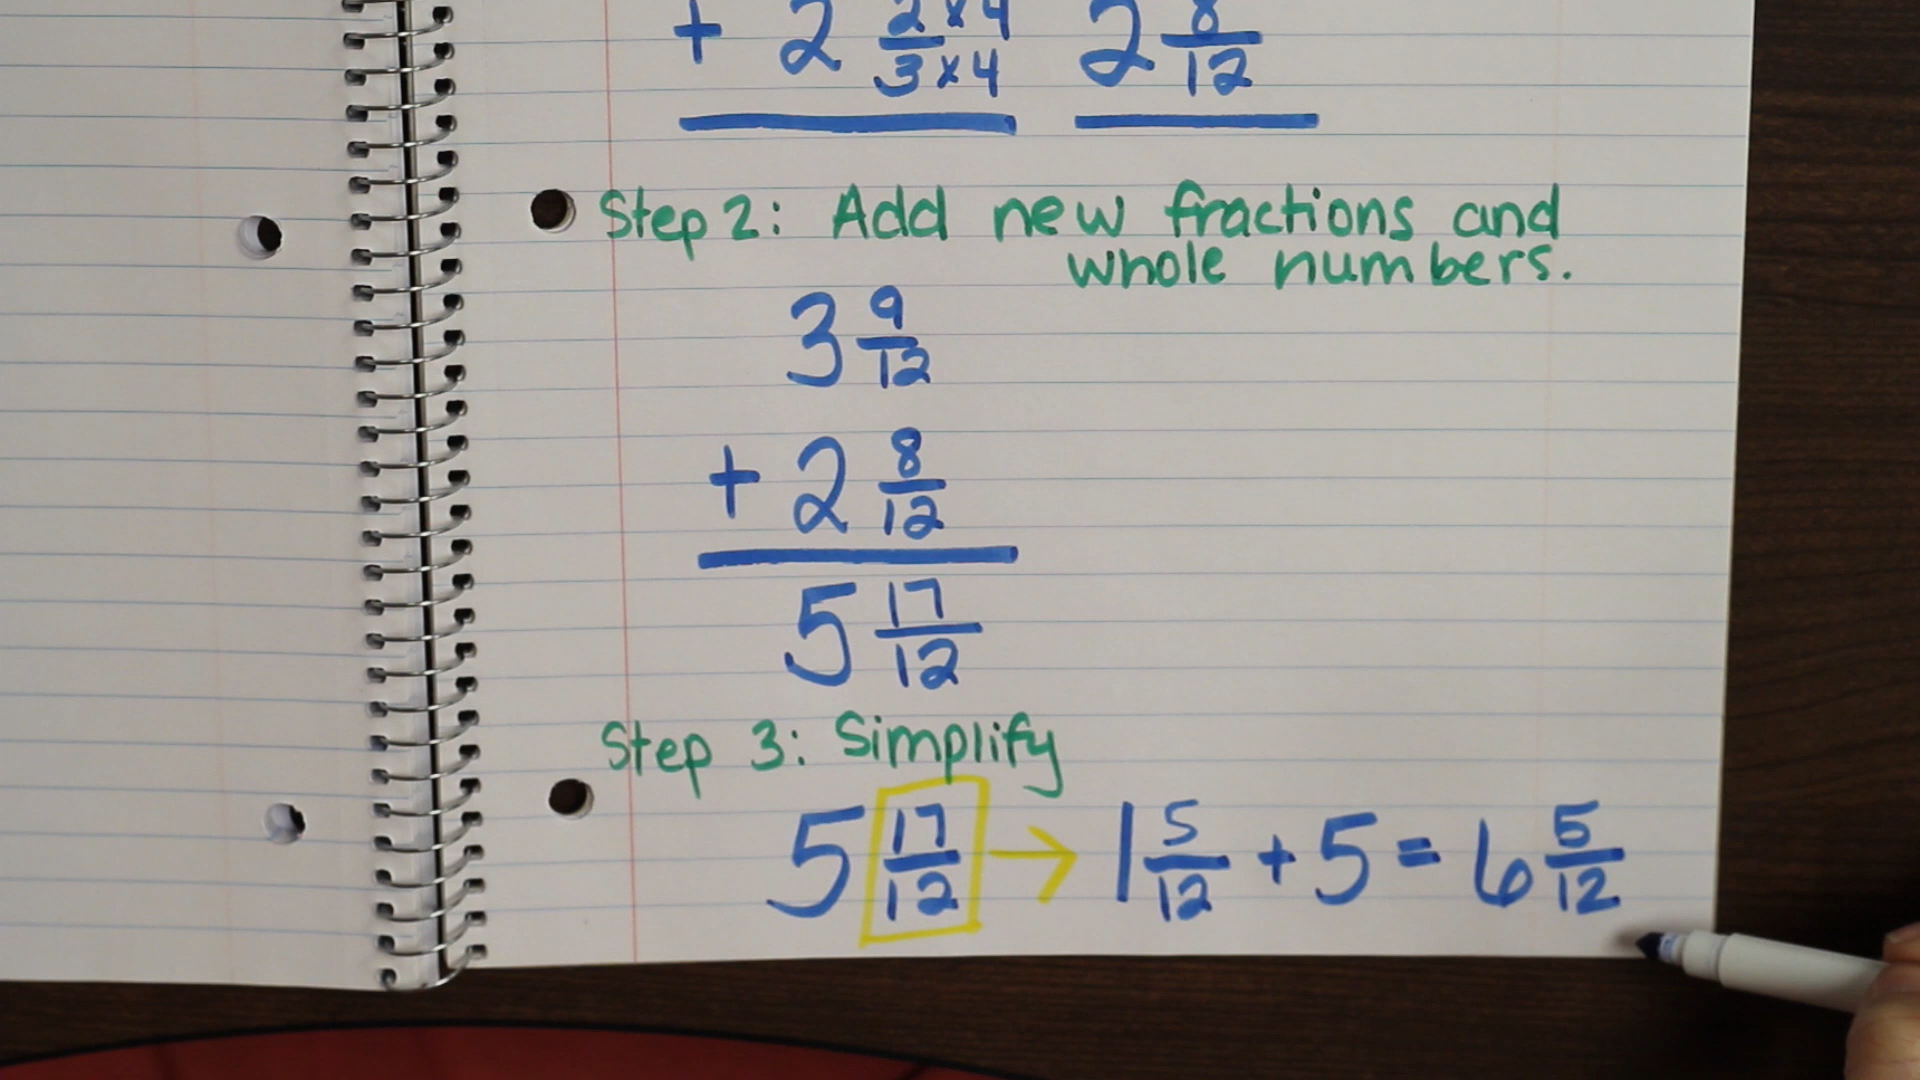 + 2 2×4/3×4 2 8/12
Step 2: Add new fractions and
whole numbers.
3 9/12
+ 2 8/12
5 17/12
Step 3: Simplify
5 17/12 → 1 5/12 + 5 = 6 5/12